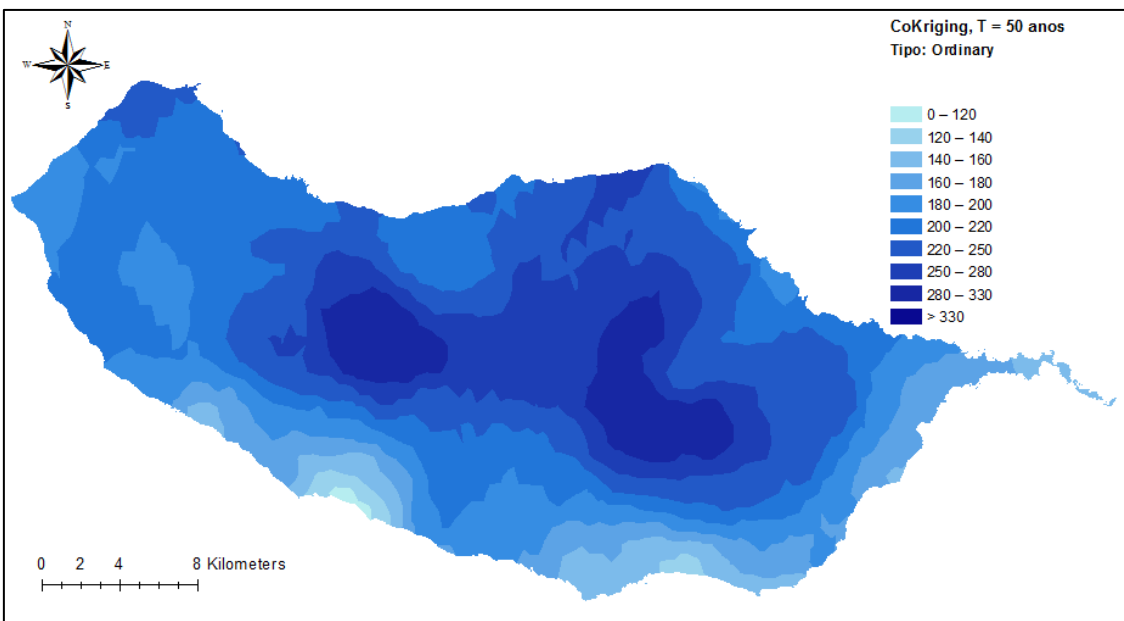 CoKriging, T = 50 anos
Tipo: Ordinary
N
W
E
S
0 – 120
120 – 140
140 – 160
160 – 180
180 – 200
200 – 220
220 – 250
250 – 280
280 – 330
> 330
0 2 4 8 Kilometers